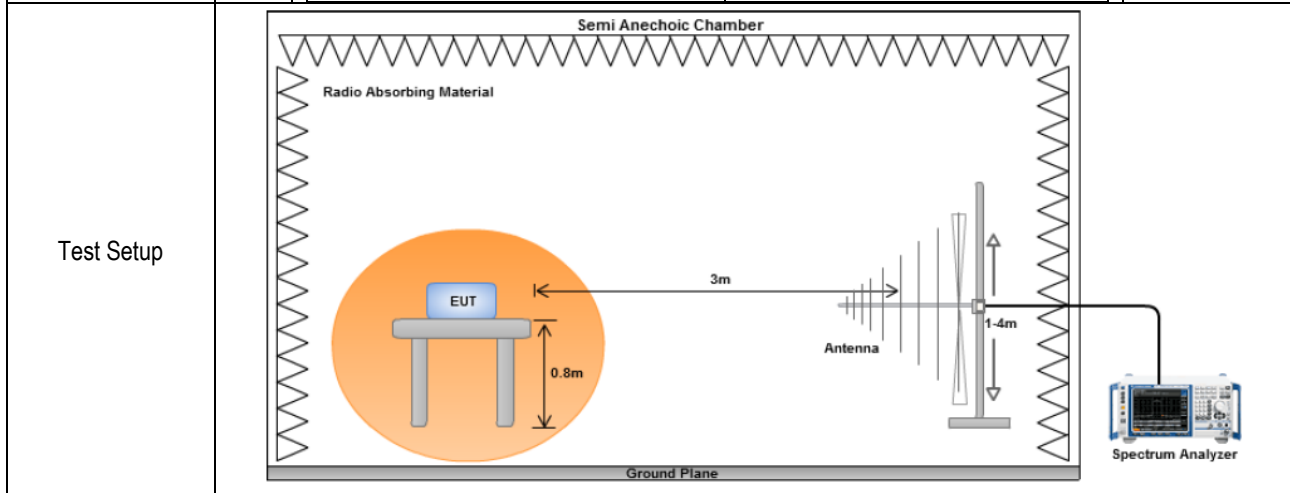 Semi Anechoic Chamber
Radio Absorbing Material
Test Setup
3m
EUT
1-4m
Antenna
0.8m
Spectrum Analyzer
Ground Plane